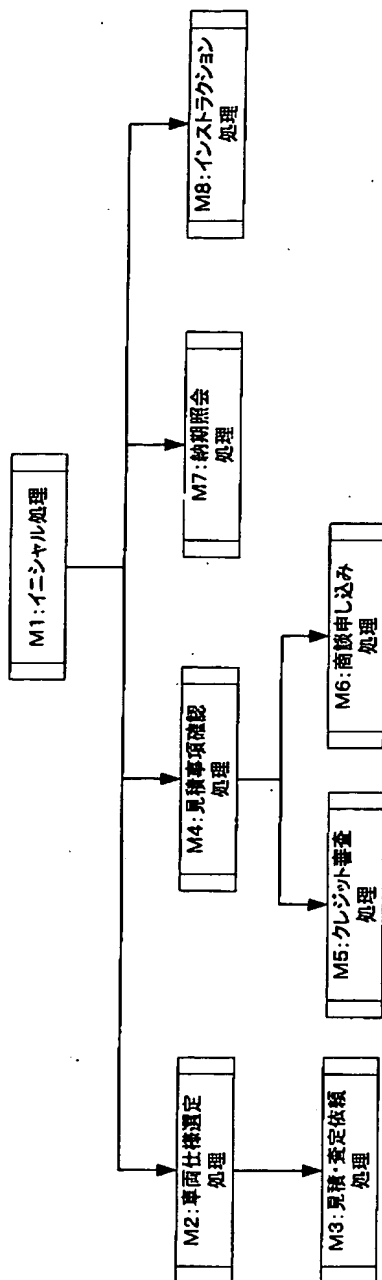 M1:イニシャル処理
M2:車両仕様選定
処理
M4:見積事項確認
処理
M7:納期照会
処理
M8:インストラクション
処理
M3:見積・査定依頼
処理
M5:クレジット審査
処理
M6:商談申し込み
処理